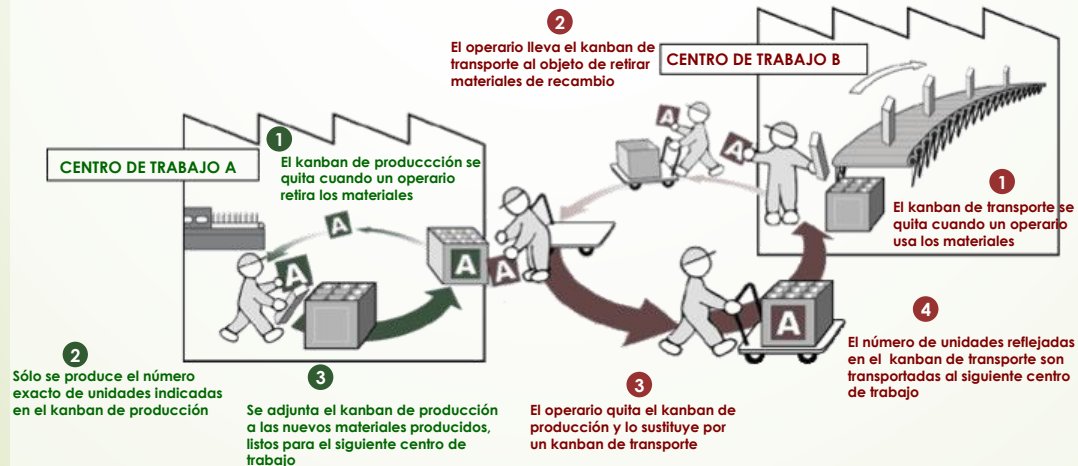 2
El operario lleva el kanban de
transporte al objeto de retirar
materiales de recambio
CENTRO DE TRABAJO B
1
El kanban de transporte se
quita cuando un operario
usa los materiales
A
A
CENTRO DE TRABAJO A
1
El kanban de produccción se
quita cuando un operario
retira los materiales
A
A
A
A
A
2
Sólo se produce el número
exacto de unidades indicadas
en el kanban de producción
3
Se adjunta el kanban de producción
a las nuevos materiales producidos,
listos para el siguiente centro de
trabajo
3
El operario quita el kanban de
producción y lo sustituye por
un kanban de transporte
4
El número de unidades reflejadas
en el kanban de transporte son
transportadas al siguiente centro
de trabajo